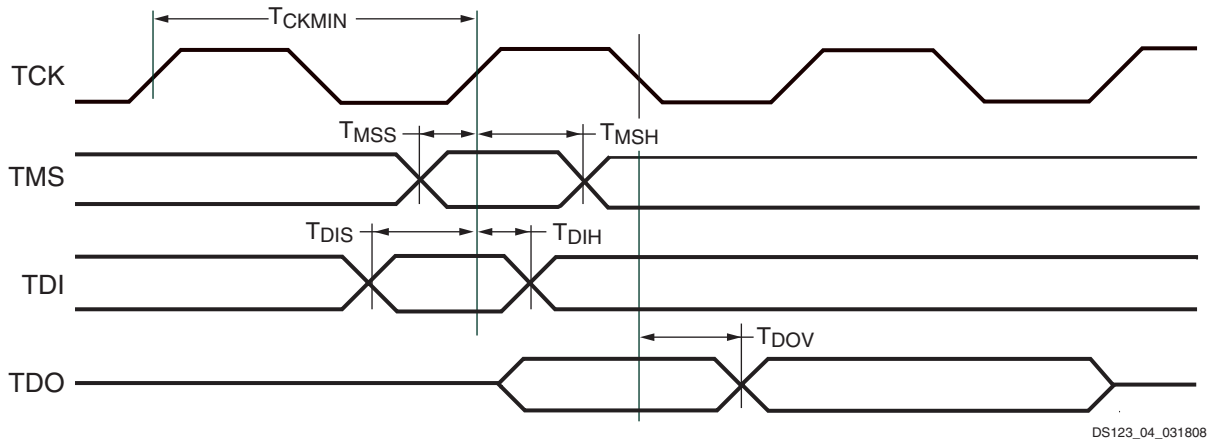 TCKMIN
TCK
TMSS
TMSH
TMS
TDIS
TDIH
TDI
TDOV
TDO
DS123_04_031808